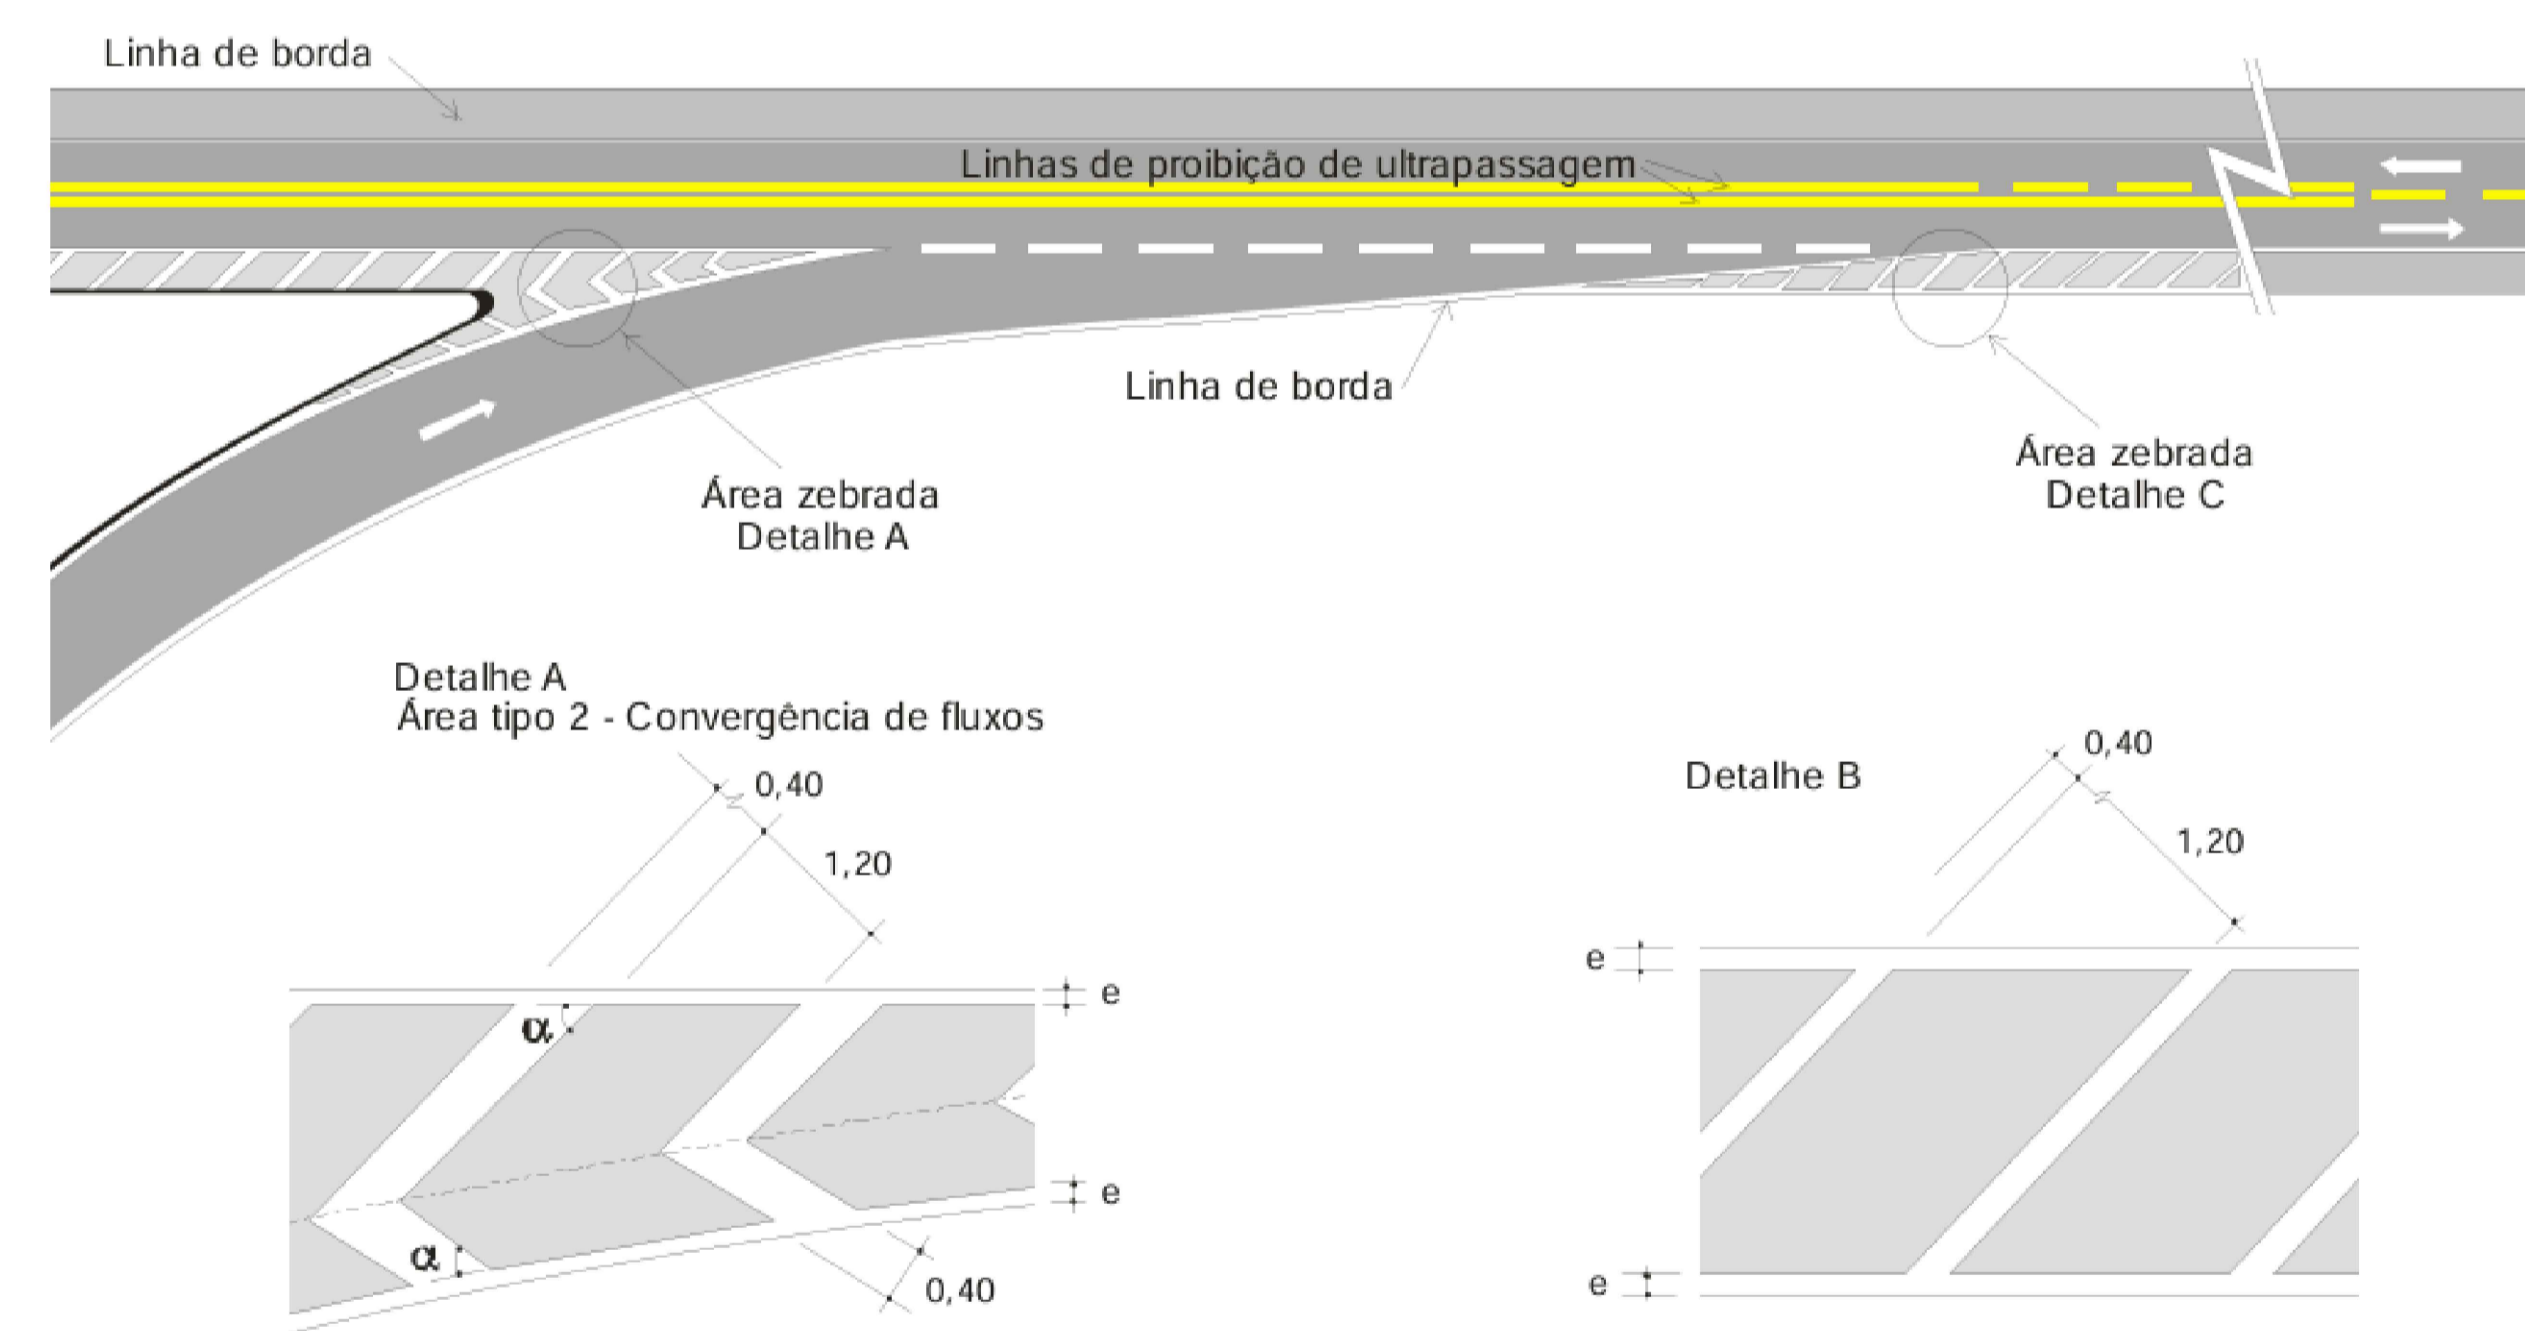 Linha de borda
Linhas de proibição de ultrapassagem
Linha de borda
Área zebrada
Detalhe A
Área zebrada
Detalhe C
Detalhe A
Área tipo 2 - Convergência de fluxos
0,40
1,20
e
α
e
α
0,40
Detalhe B
0,40
1,20
e
e